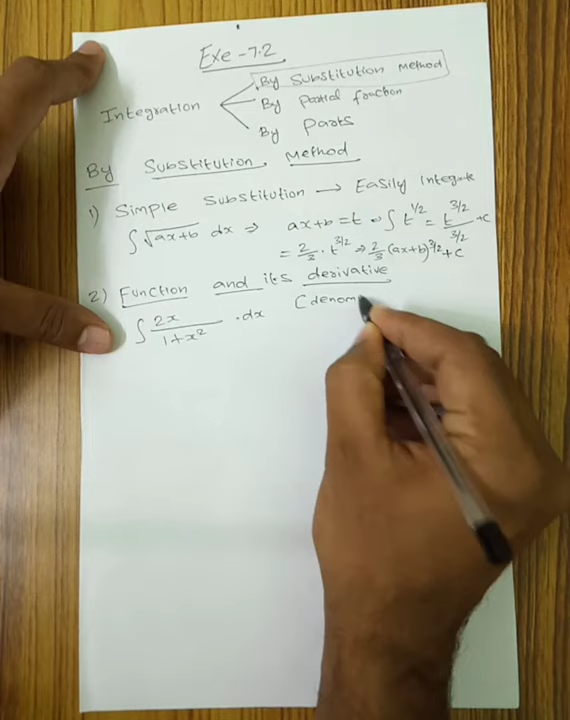 Exe - 7.2
Integration
By Substitution Method
By Partial fraction
By Parts
By Substitution Method
1) Simple Substitution → Easily Integrate
∫√ax+b dx ⇒ ax+b = t ⇒ ∫ t^1/2 = t^3/2 / 3/2 + c
= 2/3 . t^3/2 ⇒ 2/3 (ax+b)^3/2 + c
2) Function and its derivative
∫ 2x / 1+x² . dx (denom